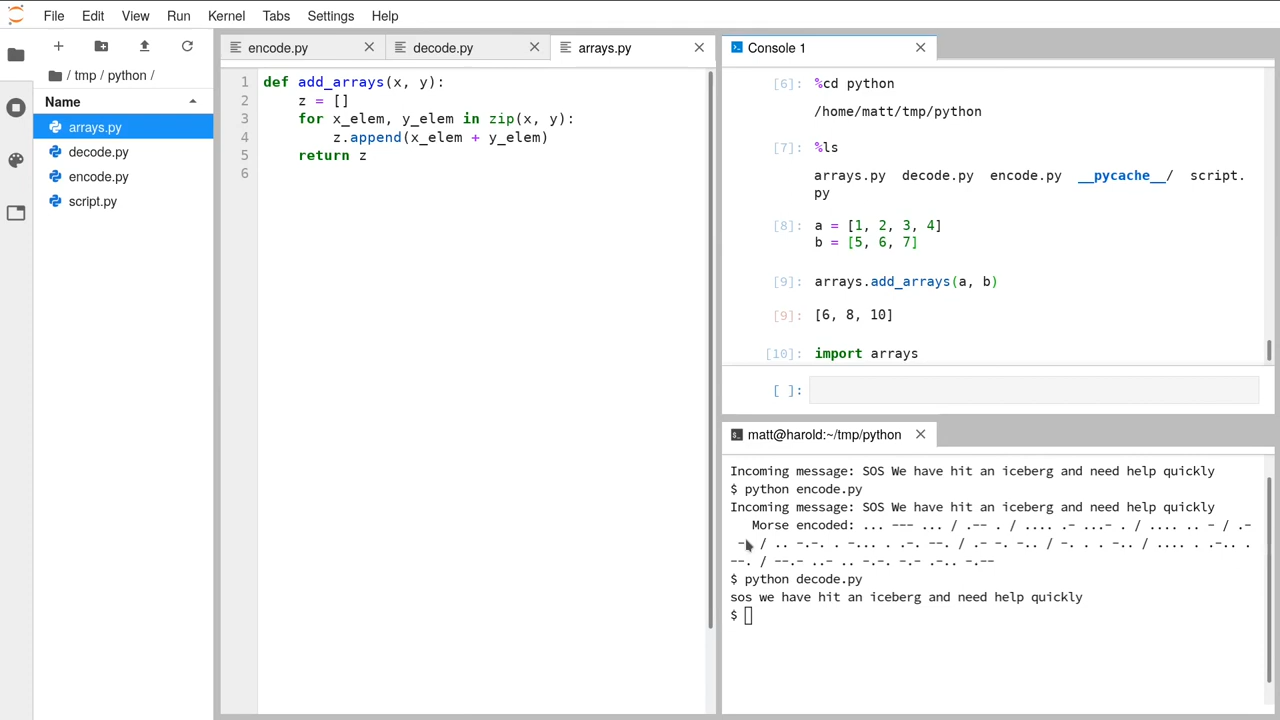 File Edit View Run Kernel Tabs Settings Help
/ tmp / python /
Name
arrays.py
decode.py
encode.py
script.py
encode.py
decode.py
arrays.py
1 def add_arrays(x, y):
2 z = []
3 for x_elem, y_elem in zip(x, y):
4 z.append(x_elem + y_elem)
5 return z
6
Console 1
[6]: %cd python
/home/matt/tmp/python
[7]: %ls
arrays.py decode.py encode.py __pycache__/ script.
py
[8]: a = [1, 2, 3, 4]
b = [5, 6, 7]
[9]: arrays.add_arrays(a, b)
[9]: [6, 8, 10]
[10]: import arrays
[ ]:
matt@harold:~/tmp/python
Incoming message: SOS We have hit an iceberg and need help quickly
$ python encode.py
Incoming message: SOS We have hit an iceberg and need help quickly
Morse encoded: ... --- ... / .-- . / .... .- ...- . / .... .. - / .-
-. / .. -.-. . -... . .-. --. / .- -. -.. / -. . . -.. / .... . .-.. .
--. / --.- ..- .. -.-. -.- .-.. -.--
$ python decode.py
sos we have hit an iceberg and need help quickly
$